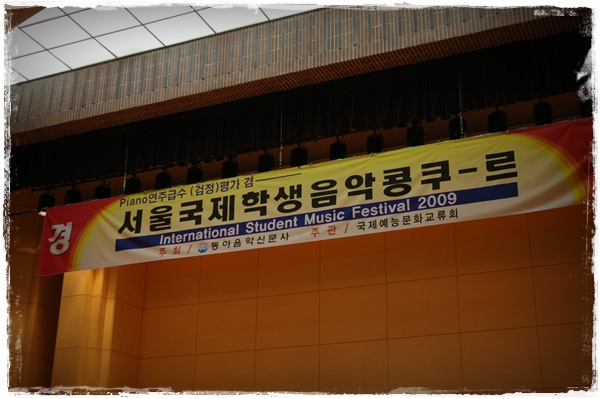 Piano연주급수 (검정)평가 겸
경 서울국제학생음악콩쿠-르
International Student Music Festival 2009
주 최 / 동아음악신문사 주 관 / 국제예능문화교류회